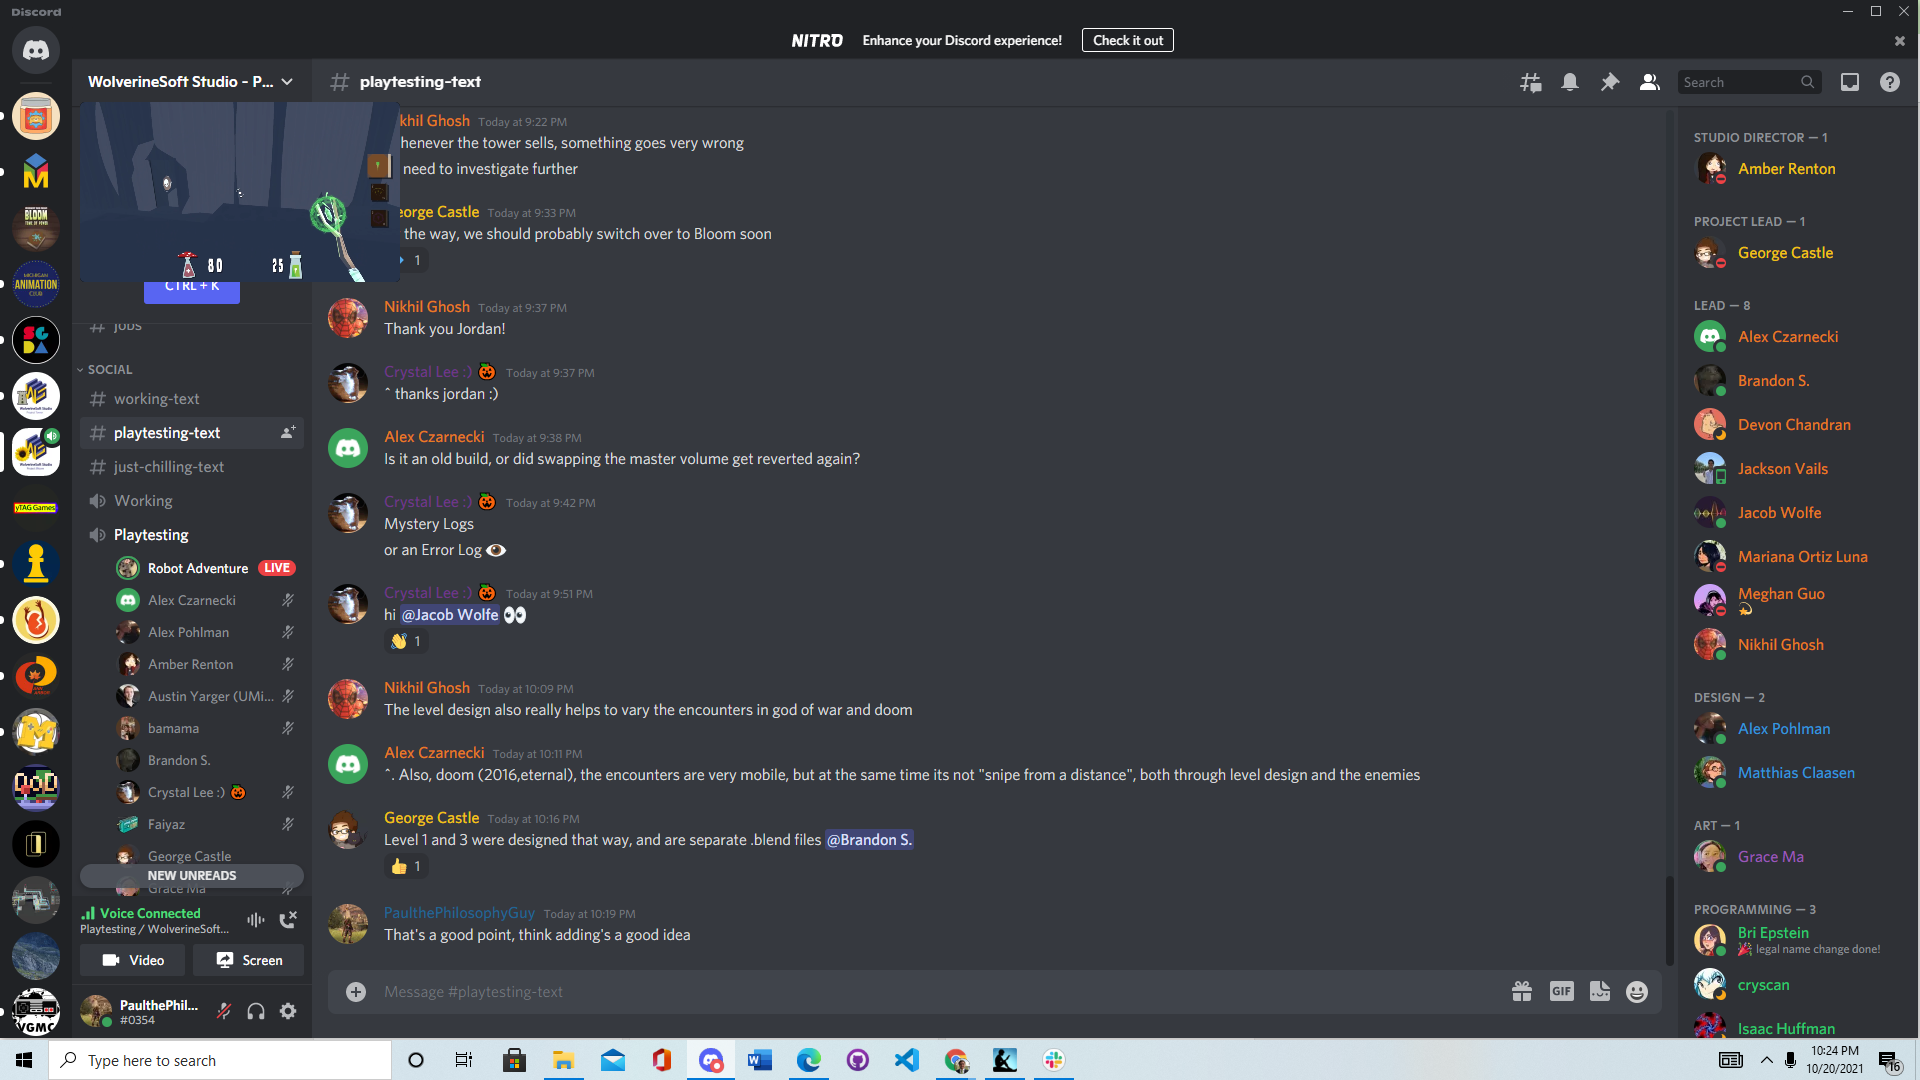 Discord
NITRO Enhance your Discord experience! Check it out
WolverineSoft Studio - P...
playtesting-text
Search
80
25
CTRL + K
jobs
SOCIAL
working-text
playtesting-text
just-chilling-text
Working
Playtesting
Robot Adventure LIVE
Alex Czarnecki
Alex Pohlman
Amber Renton
Austin Yarger (UMi...
bamama
Brandon S.
Crystal Lee :)
Faiyaz
George Castle
NEW UNREADS
Grace Ma
Voice Connected
Playtesting / WolverineSoft...
Video Screen
PaulthePhil...
#0354
khil Ghosh Today at 9:22 PM
henever the tower sells, something goes very wrong
need to investigate further
eorge Castle Today at 9:33 PM
the way, we should probably switch over to Bloom soon
1
Nikhil Ghosh Today at 9:37 PM
Thank you Jordan!
Crystal Lee :) Today at 9:37 PM
^ thanks jordan :)
Alex Czarnecki Today at 9:38 PM
Is it an old build, or did swapping the master volume get reverted again?
Crystal Lee :) Today at 9:42 PM
Mystery Logs
or an Error Log 👁
Crystal Lee :) Today at 9:51 PM
hi @Jacob Wolfe 👀
👋 1
Nikhil Ghosh Today at 10:09 PM
The level design also really helps to vary the encounters in god of war and doom
Alex Czarnecki Today at 10:11 PM
^. Also, doom (2016,eternal), the encounters are very mobile, but at the same time its not "snipe from a distance", both through level design and the enemies
George Castle Today at 10:16 PM
Level 1 and 3 were designed that way, and are separate .blend files @Brandon S.
👍 1
PaulthePhilosophyGuy Today at 10:19 PM
That's a good point, think adding's a good idea
Message #playtesting-text
GIF
STUDIO DIRECTOR — 1
Amber Renton
PROJECT LEAD — 1
George Castle
LEAD — 8
Alex Czarnecki
Brandon S.
Devon Chandran
Jackson Vails
Jacob Wolfe
Mariana Ortiz Luna
Meghan Guo
Nikhil Ghosh
DESIGN — 2
Alex Pohlman
Matthias Claasen
ART — 1
Grace Ma
PROGRAMMING — 3
Bri Epstein
🎉 legal name change done!
cryscan
Isaac Huffman
BLOOM
MICHIGAN
ANIMATION
CLUB
SGDA
WolverineSoft Studio
WolverineSoft Studio
yTAG Games
VGMC
Type here to search
10:24 PM
10/20/2021
16